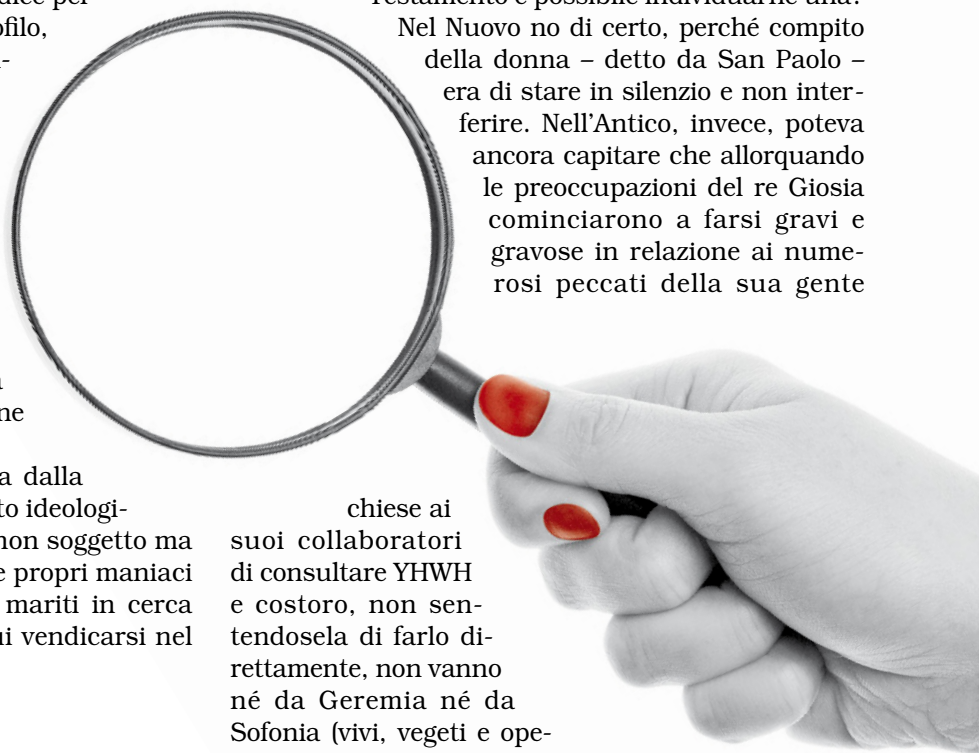 per
dalla
ideologi-
non soggetto ma
propri maniaci
mariti in cerca
vendicarsi nel
Testamento è possibile individuarne una?
Nel Nuovo no di certo, perché compito
della donna – detto da San Paolo –
era di stare in silenzio e non inter-
ferire. Nell'Antico, invece, poteva
ancora capitare che allorquando
le preoccupazioni del re Giosia
cominciarono a farsi gravi e
gravose in relazione ai nume-
rosi peccati della sua gente
chiese ai
suoi collaboratori
di consultare YHWH
e costoro, non sen-
tendosela di farlo di-
rettamente, non vanno
né da Geremia né da
Sofonia (vivi, vegeti e ope-